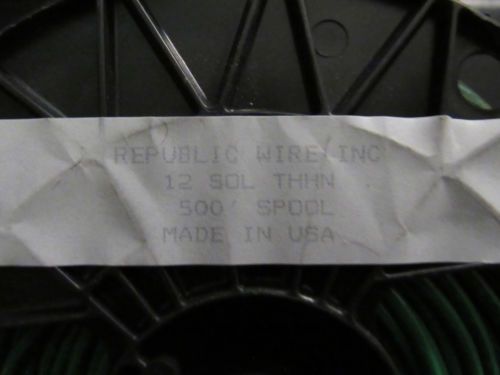 REPUBLIC WIRE INC
12 SOL THHN
500' SPOOL
MADE IN USA